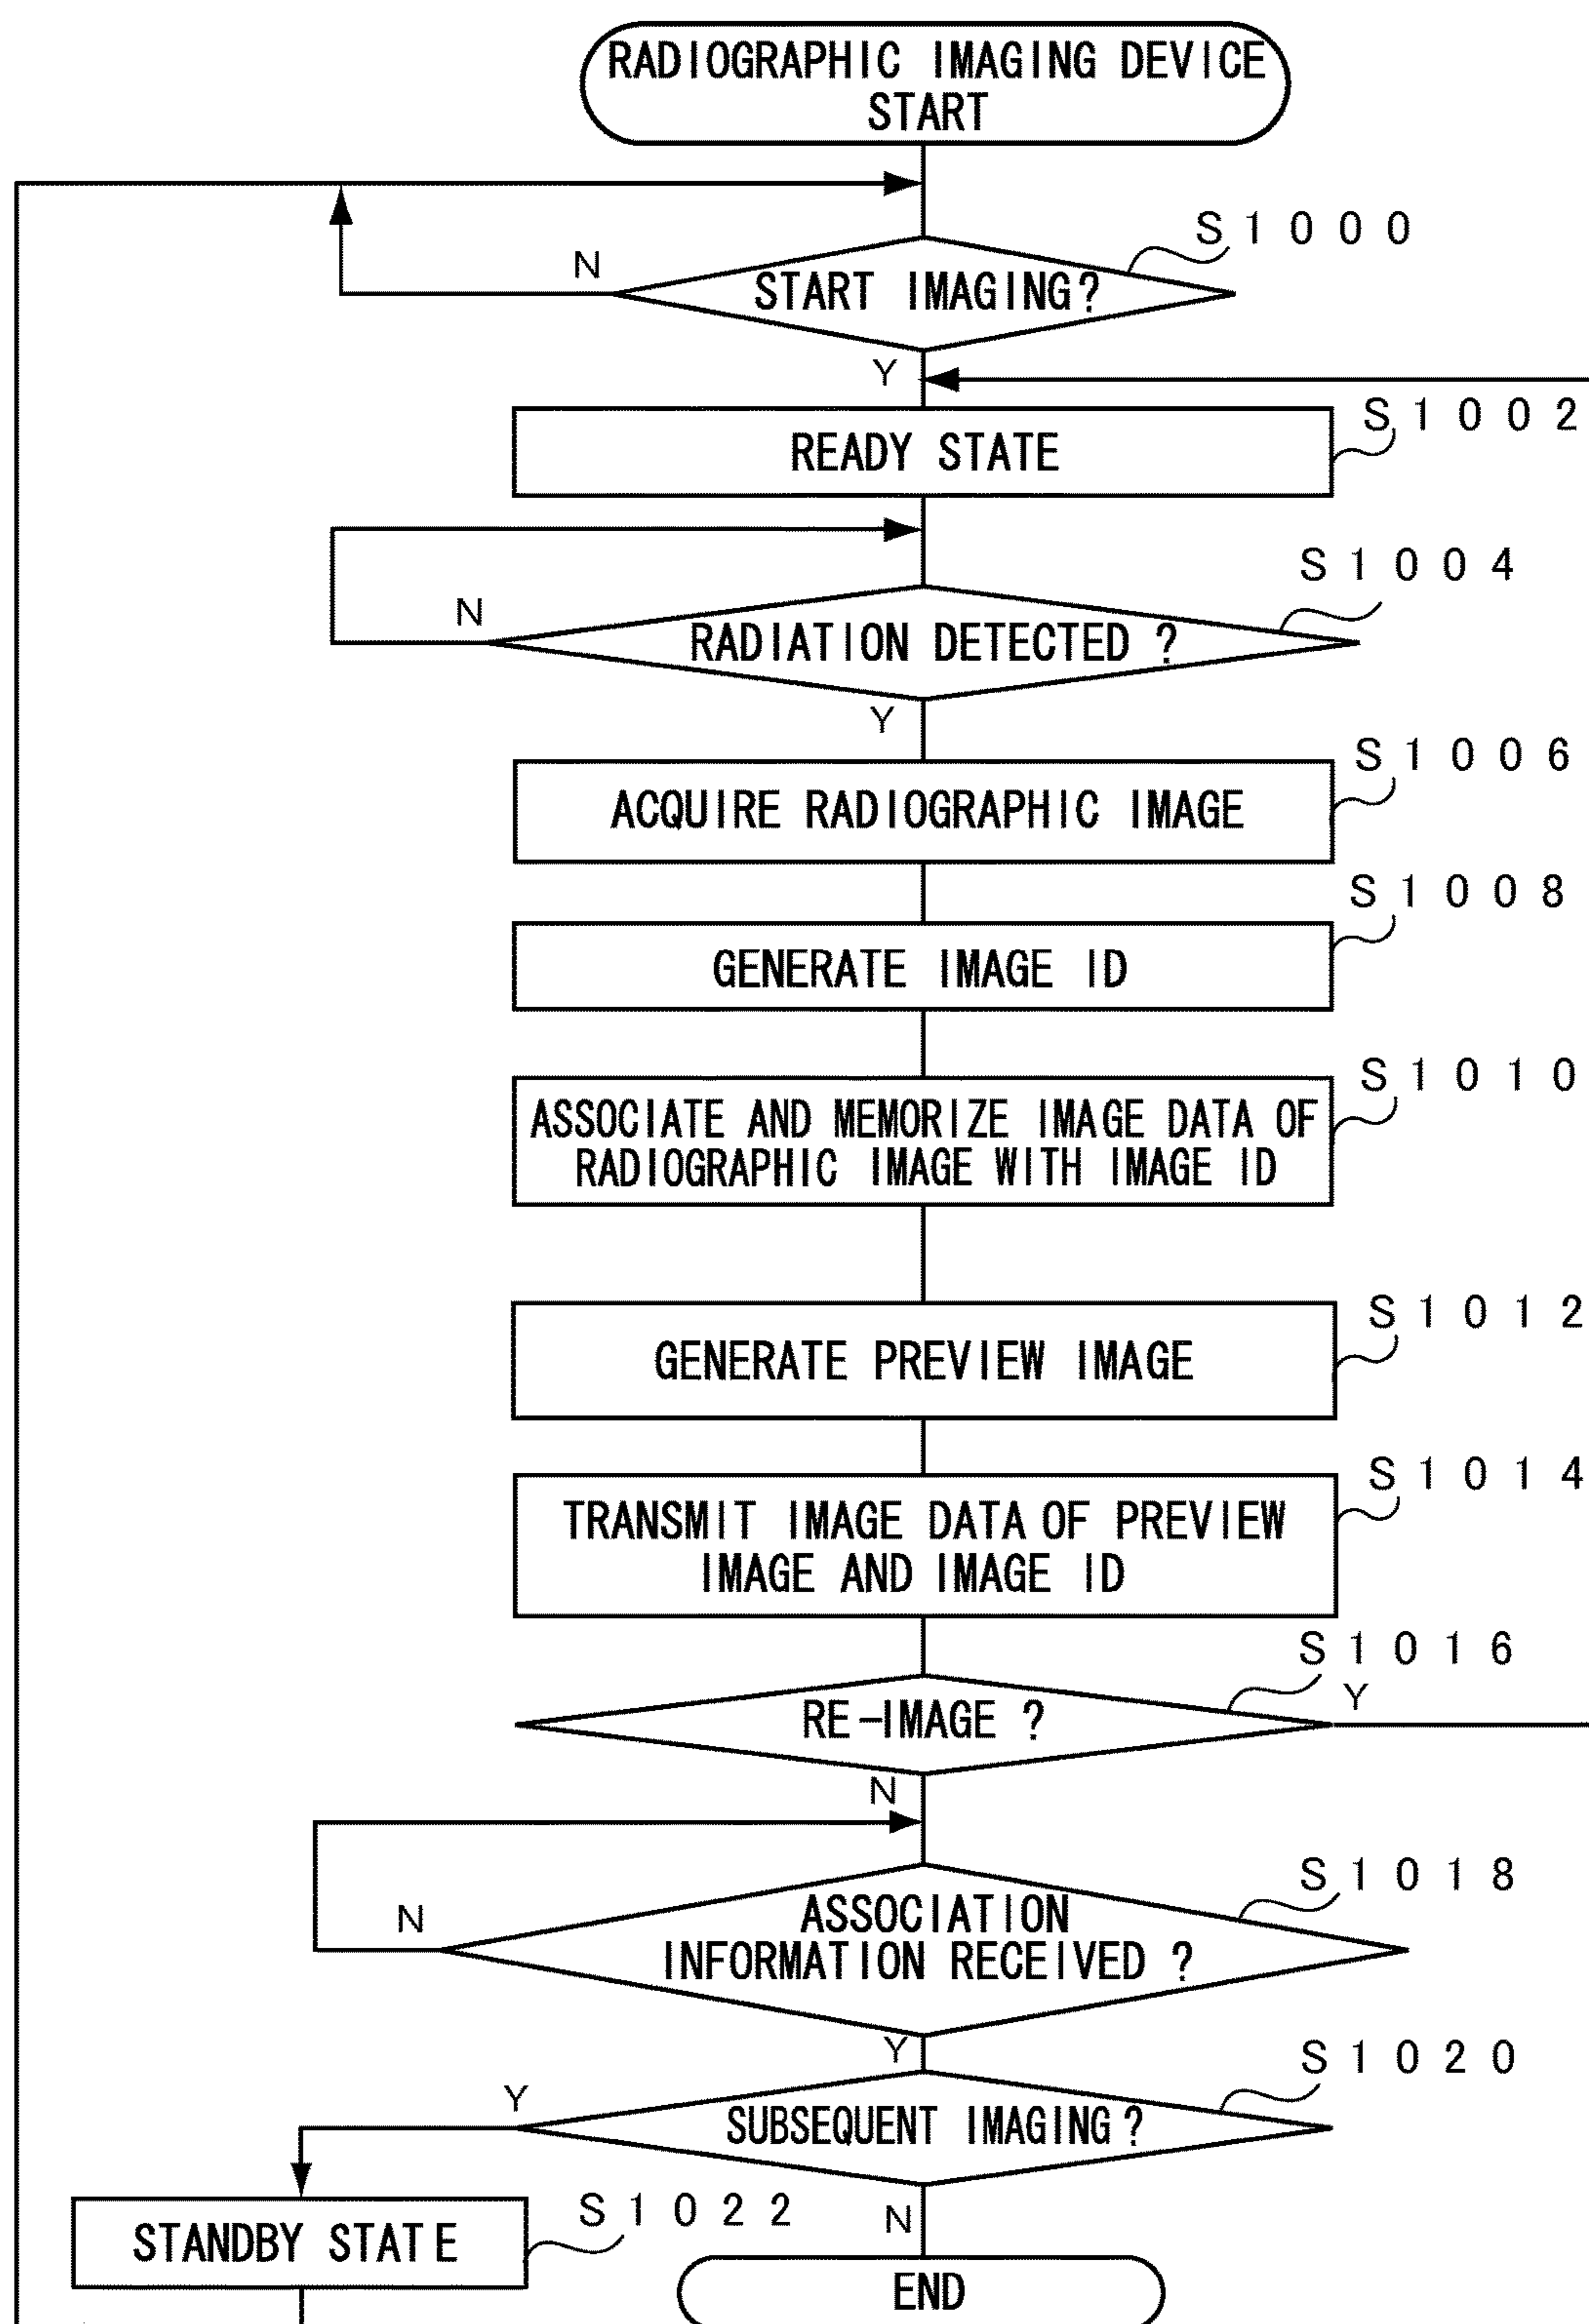 RADIOGRAPHIC IMAGING DEVICE
START
S1000
N
START IMAGING?
Y
S1002
READY STATE
S1004
N
RADIATION DETECTED ?
Y
S1006
ACQUIRE RADIOGRAPHIC IMAGE
S1008
GENERATE IMAGE ID
S1010
ASSOCIATE AND MEMORIZE IMAGE DATA OF
RADIOGRAPHIC IMAGE WITH IMAGE ID
S1012
GENERATE PREVIEW IMAGE
S1014
TRANSMIT IMAGE DATA OF PREVIEW
IMAGE AND IMAGE ID
S1016
RE-IMAGE ?
Y
N
S1018
N
ASSOCIATION
INFORMATION RECEIVED ?
Y
S1020
Y
SUBSEQUENT IMAGING?
S1022
N
STANDBY STATE
END